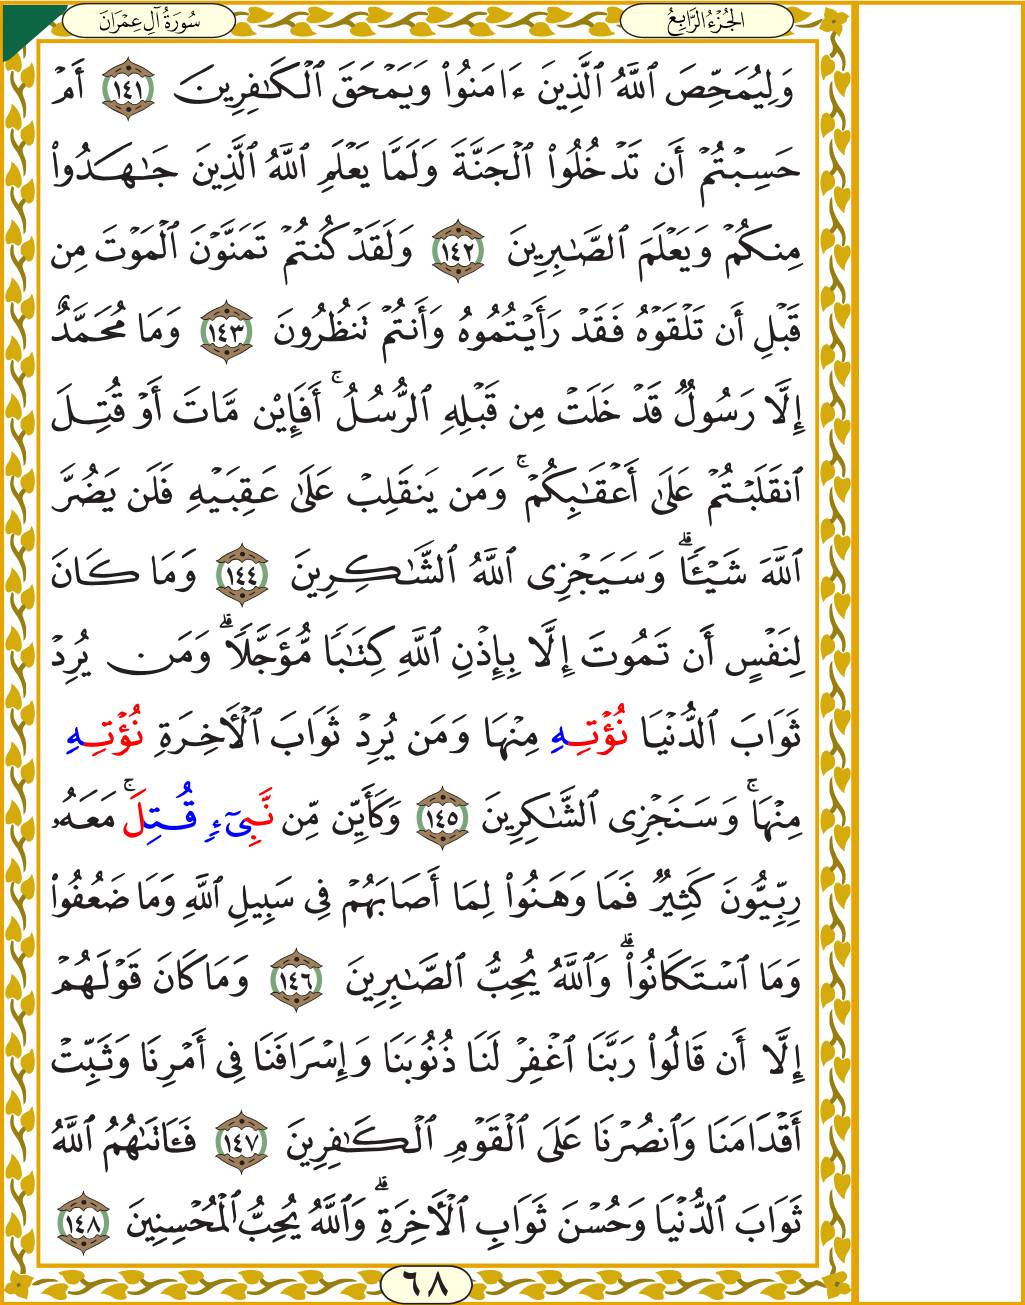 سُورَةُ آلِ عِمْرَانَ
الجُزْءُ الرَّابِعُ
وَلِيُمَحِّصَ ٱللَّهُ ٱلَّذِينَ ءَامَنُواْ وَيَمۡحَقَ ٱلۡكَٰفِرِينَ ١٤١ أَمۡ
حَسِبۡتُمۡ أَن تَدۡخُلُواْ ٱلۡجَنَّةَ وَلَمَّا يَعۡلَمِ ٱللَّهُ ٱلَّذِينَ جَٰهَدُواْ
مِنكُمۡ وَيَعۡلَمَ ٱلصَّٰبِرِينَ ١٤٢ وَلَقَدۡ كُنتُمۡ تَمَنَّوۡنَ ٱلۡمَوۡتَ مِن
قَبۡلِ أَن تَلۡقَوۡهُ فَقَدۡ رَأَيۡتُمُوهُ وَأَنتُمۡ تَنظُرُونَ ١٤٣ وَمَا مُحَمَّدٌ
إِلَّا رَسُولٞ قَدۡ خَلَتۡ مِن قَبۡلِهِ ٱلرُّسُلُۚ أَفَإِيْن مَّاتَ أَوۡ قُتِلَ
ٱنقَلَبۡتُمۡ عَلَىٰٓ أَعۡقَٰبِكُمۡۚ وَمَن يَنقَلِبۡ عَلَىٰ عَقِبَيۡهِ فَلَن يَضُرَّ
ٱللَّهَ شَيۡـٔٗاۗ وَسَيَجۡزِي ٱللَّهُ ٱلشَّٰكِرِينَ ١٤٤ وَمَا كَانَ
لِنَفۡسٍ أَن تَمُوتَ إِلَّا بِإِذۡنِ ٱللَّهِ كِتَٰبٗا مُّؤَجَّلٗاۗ وَمَن يُرِدۡ
ثَوَابَ ٱلدُّنۡيَا نُؤۡتِهِ مِنۡهَا وَمَن يُرِدۡ ثَوَابَ ٱلۡأٓخِرَةِ نُؤۡتِهِ
مِنۡهَاۚ وَسَنَجۡزِي ٱلشَّٰكِرِينَ ١٤٥ وَكَأَيِّن مِّن نَّبِيٓءٖ قُتِلَۚ مَعَهُۥ
رِبِّيُّونَ كَثِيرٞ فَمَا وَهَنُواْ لِمَا أَصَابَهُمۡ فِي سَبِيلِ ٱللَّهِ وَمَا ضَعُفُواْ
وَمَا ٱسۡتَكَانُواْۗ وَٱللَّهُ يُحِبُّ ٱلصَّٰبِرِينَ ١٤٦ وَمَا كَانَ قَوۡلَهُمۡ
إِلَّا أَن قَالُواْ رَبَّنَا ٱغۡفِرۡ لَنَا ذُنُوبَنَا وَإِسۡرَافَنَا فِي أَمۡرِنَا وَثَبِّتۡ
أَقۡدَامَنَا وَٱنصُرۡنَا عَلَى ٱلۡقَوۡمِ ٱلۡكَٰفِرِينَ ١٤٧ فَـَٔاتَىٰهُمُ ٱللَّهُ
ثَوَابَ ٱلدُّنۡيَا وَحُسۡنَ ثَوَابِ ٱلۡأٓخِرَةِۗ وَٱللَّهُ يُحِبُّ ٱلۡمُحۡسِنِينَ ١٤٨
٦٨